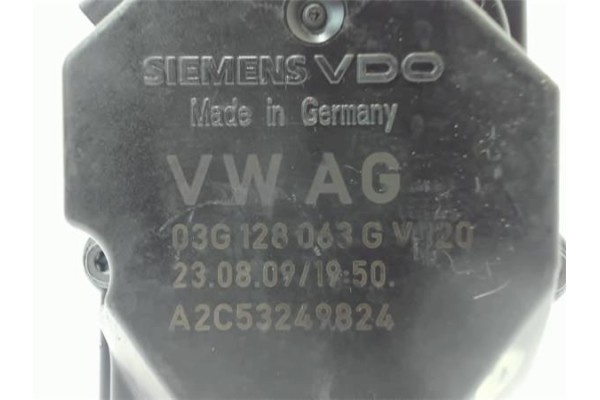 SIEMENS VDO
Made in Germany
VW AG
03G 128 063 G
23.08.09/19:50.
A2C53249824